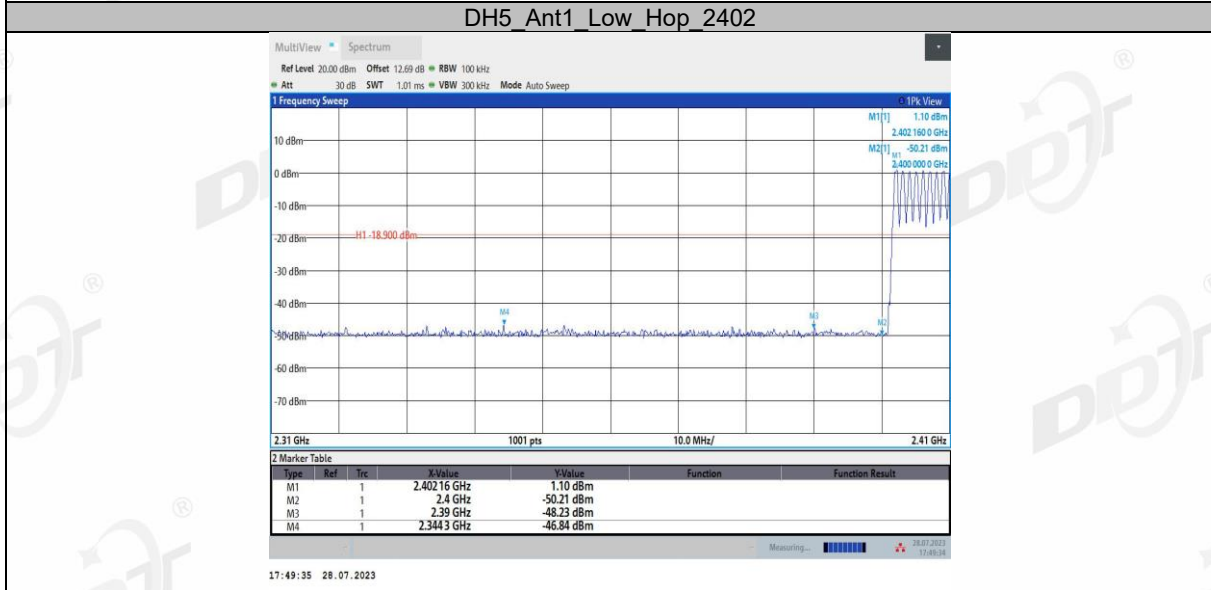 DH5_Ant1_Low_Hop_2402
MultiView Spectrum
Ref Level 20.00 dBm Offset 12.69 dB RBW 100 kHz
Att 30 dB SWT 1.01 ms VBW 300 kHz Mode Auto Sweep
1 Frequency Sweep 1Pk View
M1[1] 1.10 dBm
2.402 160 0 GHz
M2[1] -50.21 dBm
2.400 000 0 GHz
M1
10 dBm
0 dBm
-10 dBm
-20 dBm
H1 -18.900 dBm
-30 dBm
-40 dBm
M4 M3 M2
-50 dBm
-60 dBm
-70 dBm
2.31 GHz 1001 pts 10.0 MHz/ 2.41 GHz
2 Marker Table
Type Ref Trc X-Value Y-Value Function Function Result
M1 1 2.40216 GHz 1.10 dBm
M2 1 2.4 GHz -50.21 dBm
M3 1 2.39 GHz -48.23 dBm
M4 1 2.3443 GHz -46.84 dBm
Measuring... 28.07.2023
17:49:34
17:49:35 28.07.2023
DDT
®